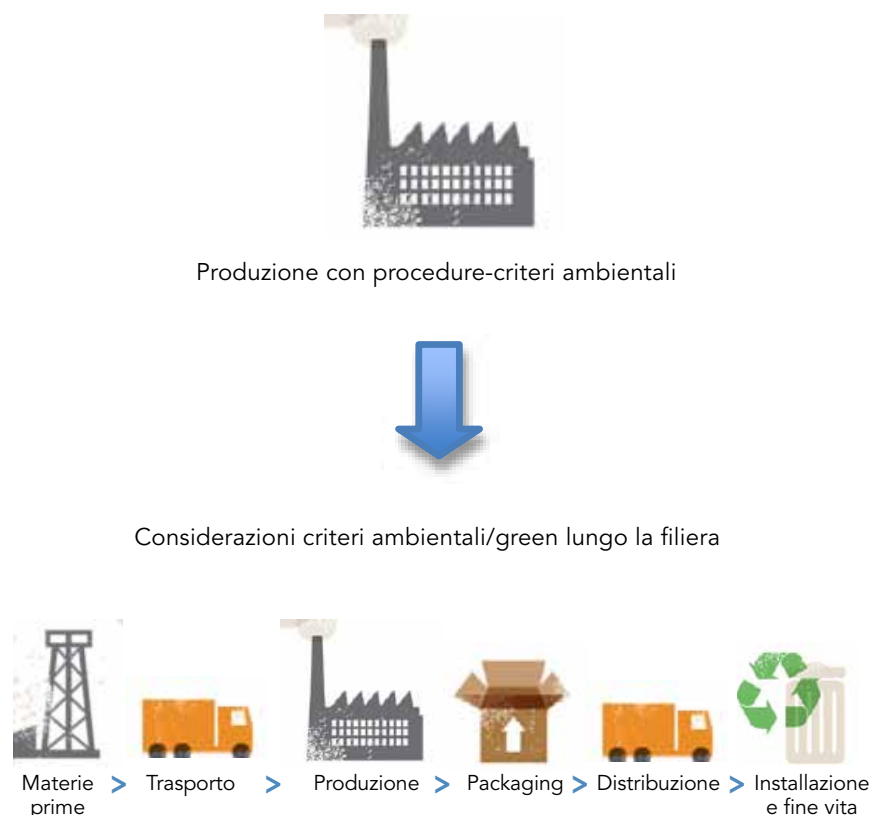 Produzione con procedure-criteri ambientali
Considerazioni criteri ambientali/green lungo la filiera
Materie > Trasporto > Produzione > Packaging > Distribuzione > Installazione
prime e fine vita